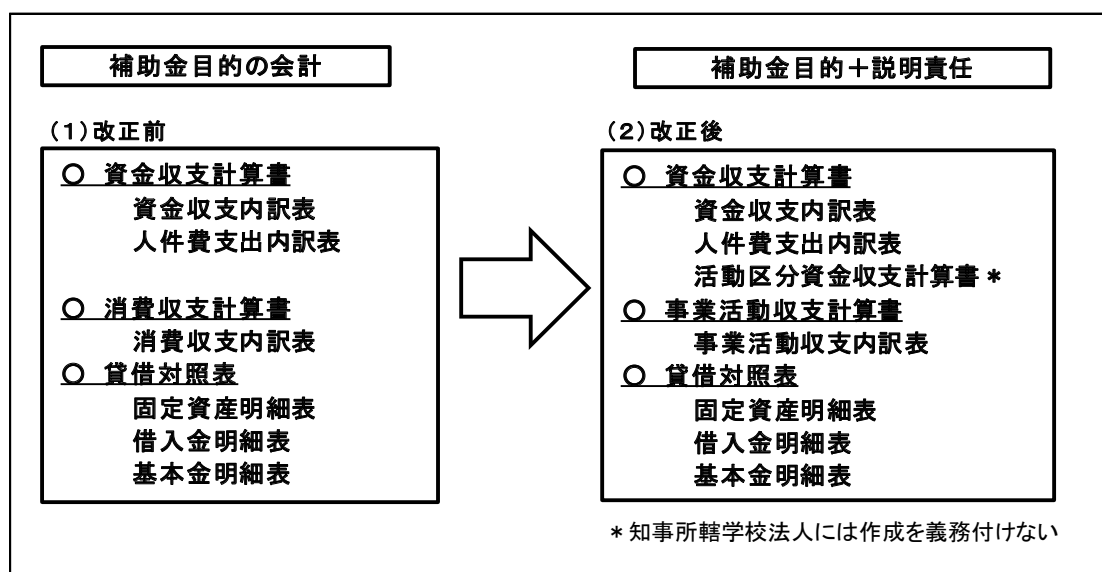 補助金目的の会計
(1)改正前
○ 資金収支計算書
資金収支内訳表
人件費支出内訳表
○ 消費収支計算書
消費収支内訳表
○ 貸借対照表
固定資産明細表
借入金明細表
基本金明細表
補助金目的+説明責任
(2)改正後
○ 資金収支計算書
資金収支内訳表
人件費支出内訳表
活動区分資金収支計算書*
○ 事業活動収支計算書
事業活動収支内訳表
○ 貸借対照表
固定資産明細表
借入金明細表
基本金明細表
*知事所轄学校法人には作成を義務付けない